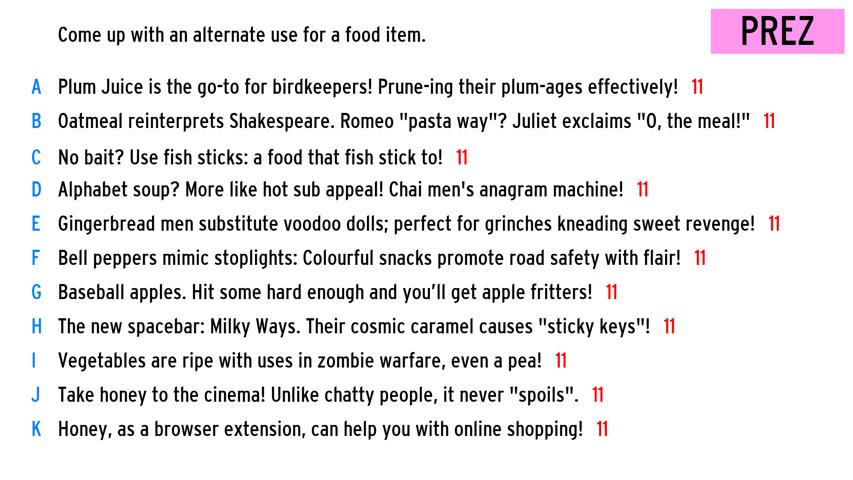 Come up with an alternate use for a food item.
PREZ
A Plum Juice is the go-to for birdkeepers! Prune-ing their plum-ages effectively! 11
B Oatmeal reinterprets Shakespeare. Romeo "pasta way"? Juliet exclaims "O, the meal!" 11
C No bait? Use fish sticks: a food that fish stick to! 11
D Alphabet soup? More like hot sub appeal! Chai men's anagram machine! 11
E Gingerbread men substitute voodoo dolls; perfect for grinches kneading sweet revenge! 11
F Bell peppers mimic stoplights: Colourful snacks promote road safety with flair! 11
G Baseball apples. Hit some hard enough and you’ll get apple fritters! 11
H The new spacebar: Milky Ways. Their cosmic caramel causes "sticky keys"! 11
I Vegetables are ripe with uses in zombie warfare, even a pea! 11
J Take honey to the cinema! Unlike chatty people, it never "spoils". 11
K Honey, as a browser extension, can help you with online shopping! 11